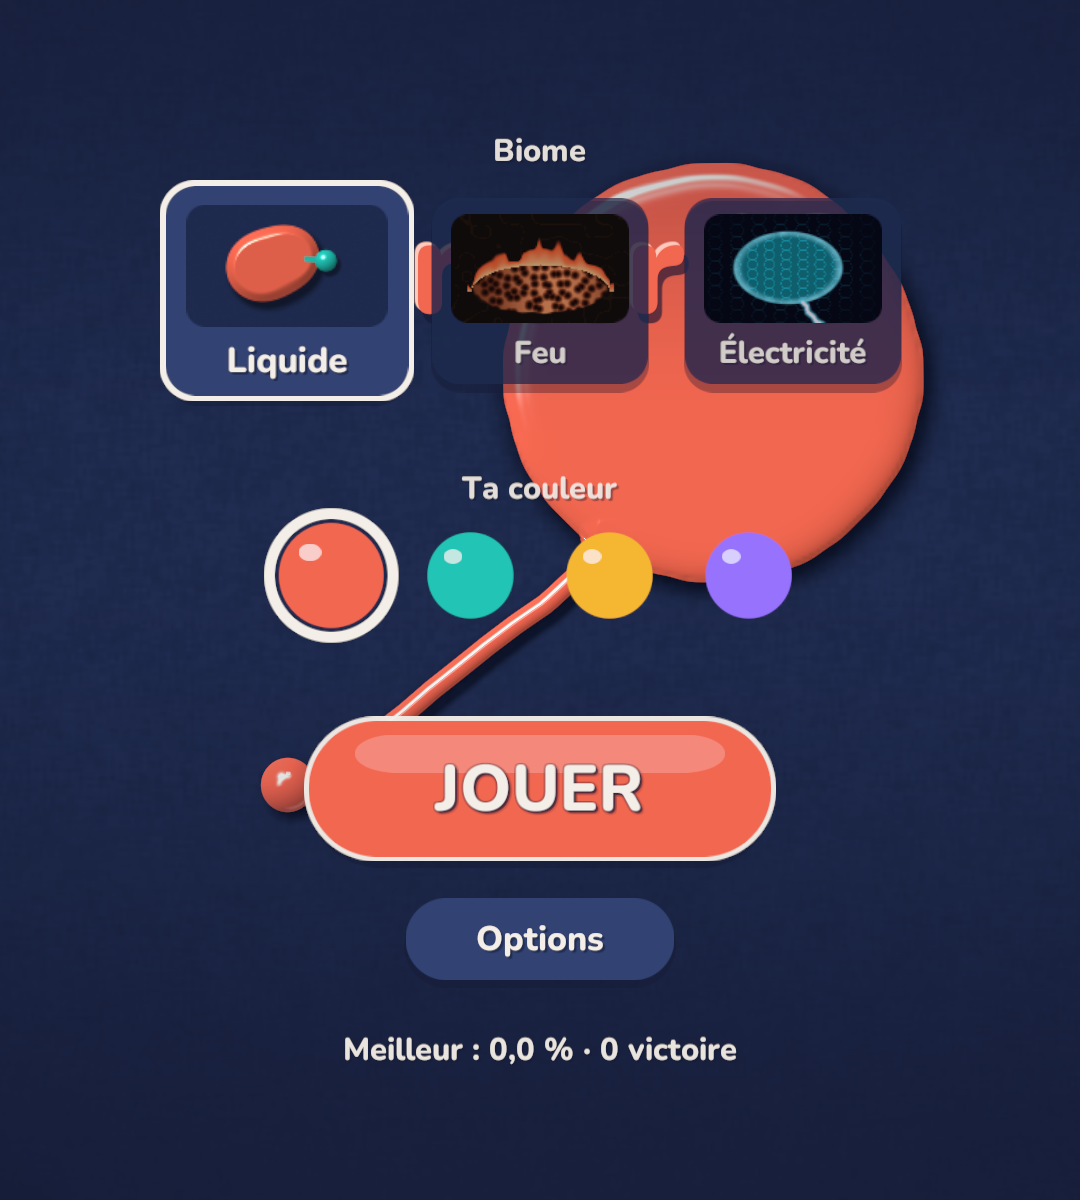 Biome
Liquide
Feu
Électricité
Ta couleur
JOUER
Options
Meilleur : 0,0 % · 0 victoire